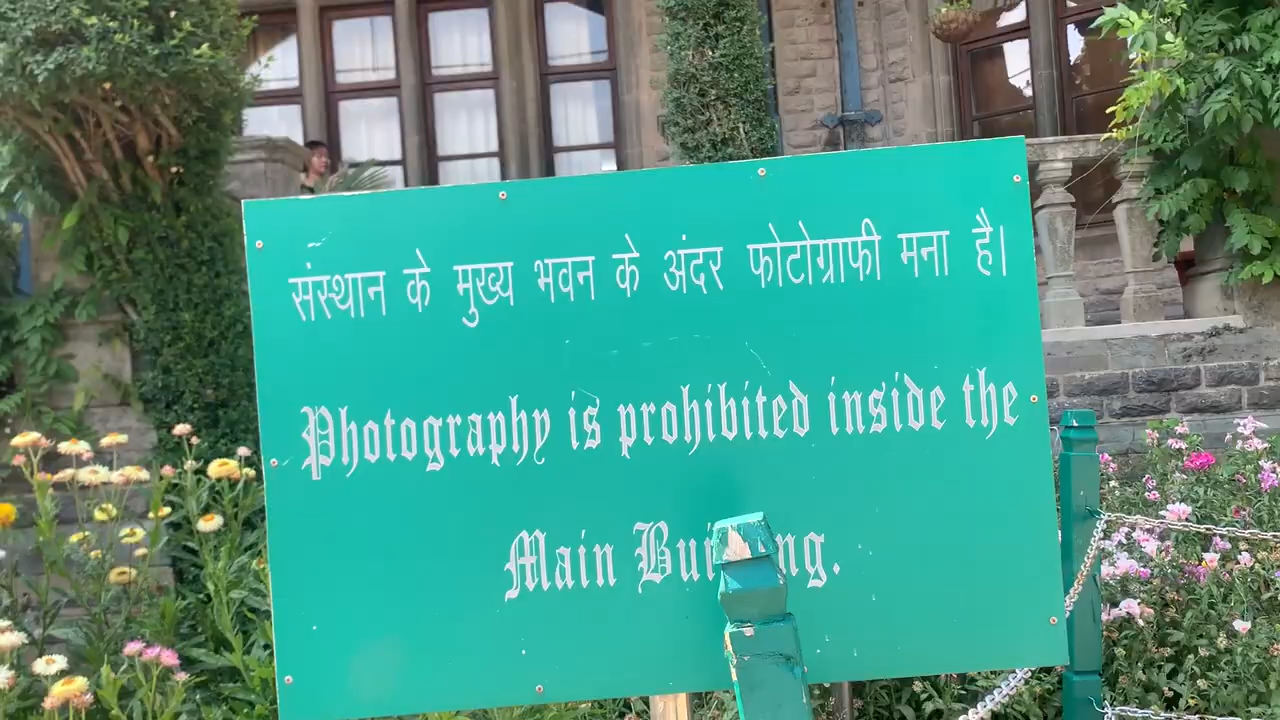 संस्थान के मुख्य भवन के अंदर फोटोग्राफी मना है।
Photography is prohibited inside the
Main